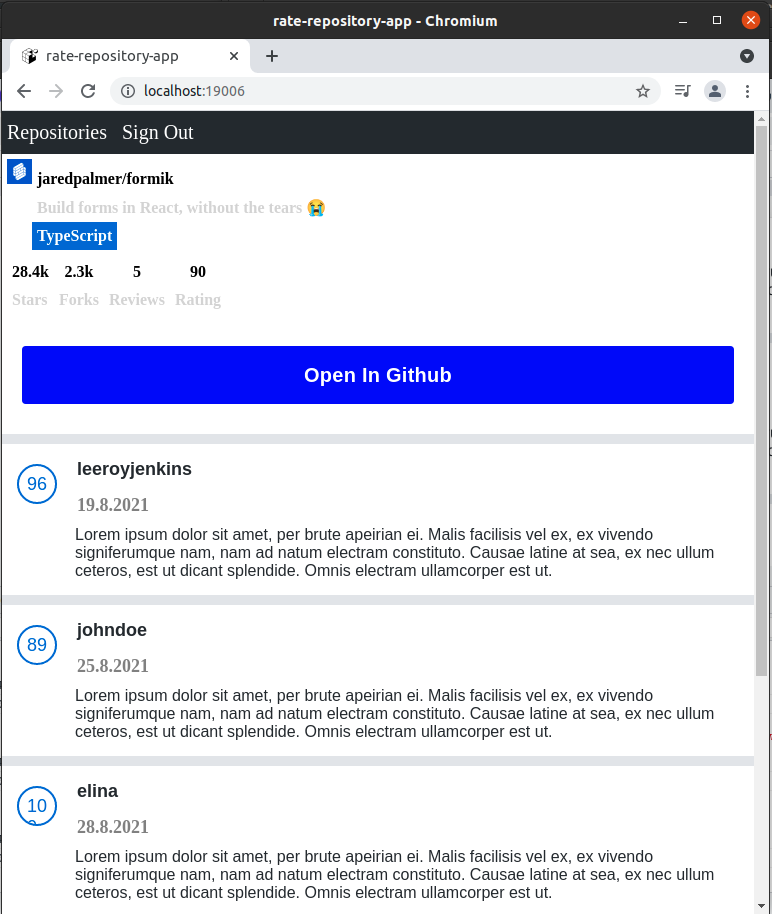 rate-repository-app - Chromium
rate-repository-app
localhost:19006
Repositories Sign Out
jaredpalmer/formik
Build forms in React, without the tears 😭
TypeScript
28.4k 2.3k 5 90
Stars Forks Reviews Rating
Open In Github
96
leeroyjenkins
19.8.2021
Lorem ipsum dolor sit amet, per brute apeirian ei. Malis facilisis vel ex, ex vivendo
signiferumque nam, nam ad natum electram constituto. Causae latine at sea, ex nec ullum
ceteros, est ut dicant splendide. Omnis electram ullamcorper est ut.
89
johndoe
25.8.2021
Lorem ipsum dolor sit amet, per brute apeirian ei. Malis facilisis vel ex, ex vivendo
signiferumque nam, nam ad natum electram constituto. Causae latine at sea, ex nec ullum
ceteros, est ut dicant splendide. Omnis electram ullamcorper est ut.
10
elina
28.8.2021
Lorem ipsum dolor sit amet, per brute apeirian ei. Malis facilisis vel ex, ex vivendo
signiferumque nam, nam ad natum electram constituto. Causae latine at sea, ex nec ullum
ceteros, est ut dicant splendide. Omnis electram ullamcorper est ut.